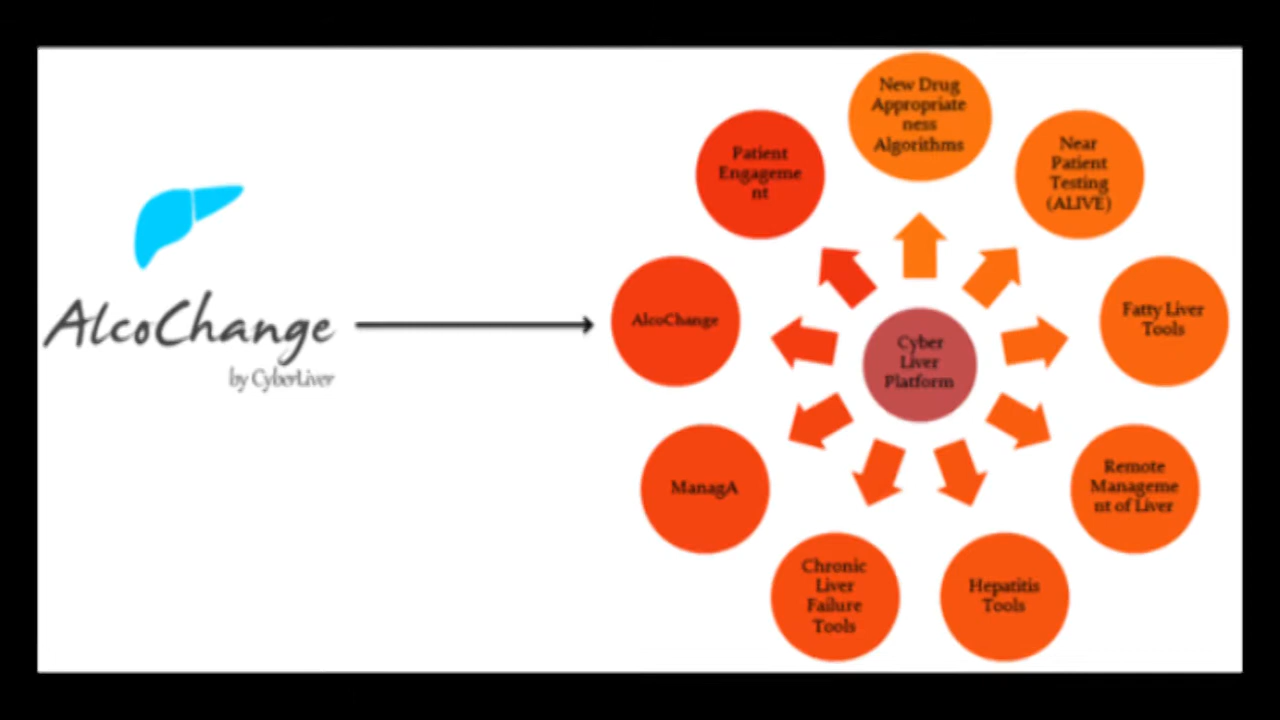 AlcoChange
by CyberLiver
New Drug
Appropriate
ness
Algorithms
Near
Patient
Testing
(ALIVE)
Fatty Liver
Tools
Remote
Manageme
nt of Liver
Hepatitis
Tools
Chronic
Liver
Failure
Tools
ManagA
AlcoChange
Patient
Engageme
nt
Cyber
Liver
Platform